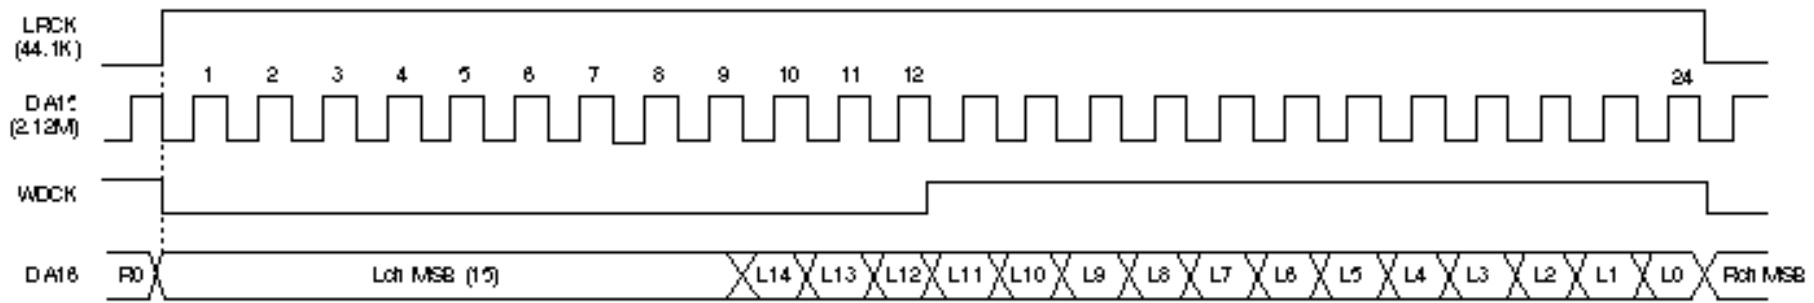 LRCK
(44.1K)
1 2 3 4 5 6 7 8 9 10 11 12 24
DA15
(2.12M)
WDCK
DA16 R0 Lch MSB (15) L14 L13 L12 L11 L10 L9 L8 L7 L6 L5 L4 L3 L2 L1 L0 Rch MSB